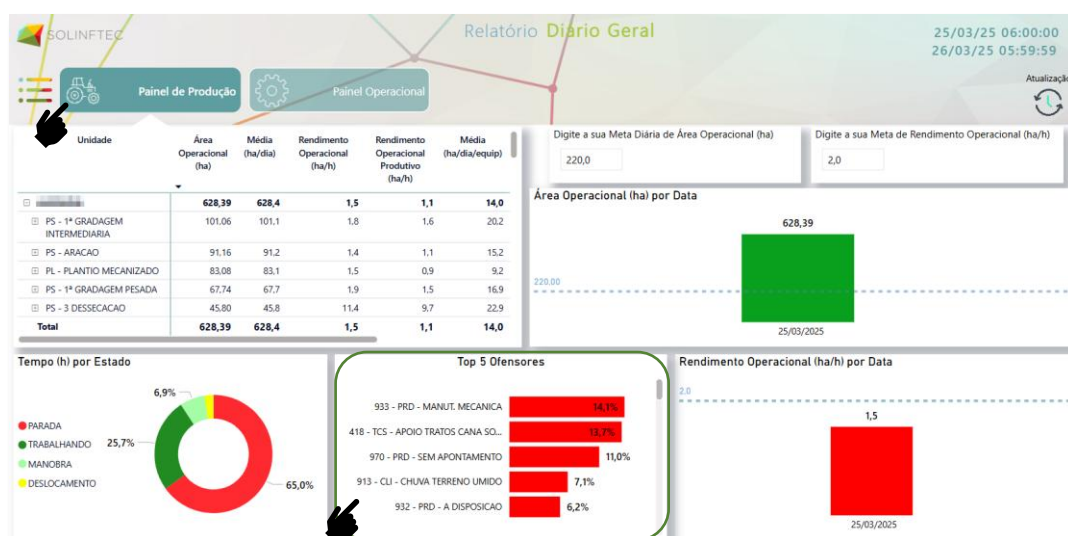 SOLINFTEC
Relatório Diário Geral
25/03/25 06:00:00
26/03/25 05:59:59
Atualização
Painel de Produção
Painel Operacional
Unidade
Área Operacional (ha)
Média (ha/dia)
Rendimento Operacional (ha/h)
Rendimento Operacional Produtivo (ha/h)
Média (ha/dia/equip)
628,39 628,4 1,5 1,1 14,0
PS - 1ª GRADAGEM INTERMEDIARIA 101,06 101,1 1,8 1,6 20,2
PS - ARACAO 91,16 91,2 1,4 1,1 15,2
PL - PLANTIO MECANIZADO 83,08 83,1 1,5 0,9 9,2
PS - 1ª GRADAGEM PESADA 67,74 67,7 1,9 1,5 16,9
PS - 3 DESSECACAO 45,80 45,8 11,4 9,7 22,9
Total 628,39 628,4 1,5 1,1 14,0
Digite a sua Meta Diária de Área Operacional (ha)
220,0
Digite a sua Meta de Rendimento Operacional (ha/h)
2,0
Área Operacional (ha) por Data
628,39
220,00
25/03/2025
Tempo (h) por Estado
PARADA
TRABALHANDO
MANOBRA
DESLOCAMENTO
6,9%
25,7%
65,0%
Top 5 Ofensores
933 - PRD - MANUT. MECANICA 14,1%
418 - TCS - APOIO TRATOS CANA SO... 13,7%
970 - PRD - SEM APONTAMENTO 11,0%
913 - CLI - CHUVA TERRENO UMIDO 7,1%
932 - PRD - A DISPOSICAO 6,2%
Rendimento Operacional (ha/h) por Data
2,0
1,5
25/03/2025